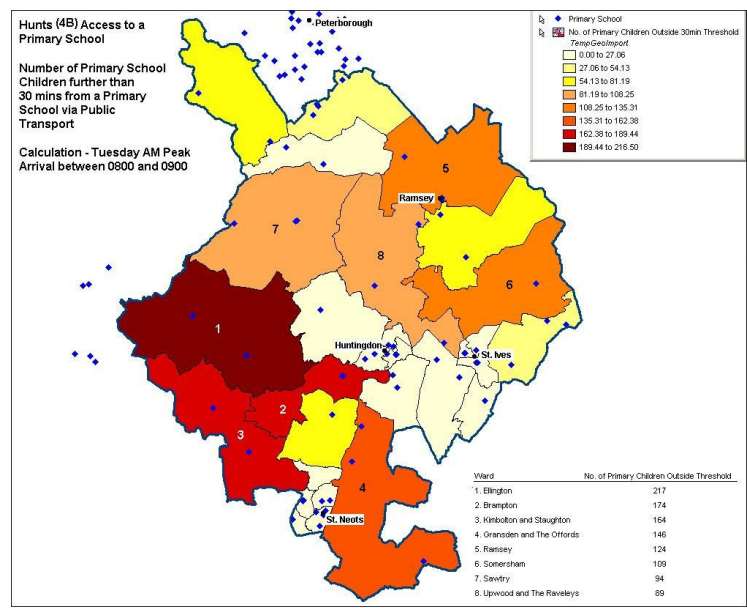 Hunts (4B) Access to a
Primary School
Number of Primary School
Children further than
30 mins from a Primary
School via Public
Transport
Calculation - Tuesday AM Peak
Arrival between 0800 and 0900
Peterborough
Primary School
No. of Primary Children Outside 30min Threshold
TempGeoImport
0.00 to 27.06
27.06 to 54.13
54.13 to 81.19
81.19 to 108.25
108.25 to 135.31
135.31 to 162.38
162.38 to 189.44
189.44 to 216.50
5
Ramsey
7
8
6
1
Huntingdon
St. Ives
2
3
4
St. Neots
Ward No. of Primary Children Outside Threshold
1. Ellington 217
2. Brampton 174
3. Kimbolton and Staughton 164
4. Gransden and The Offords 146
5. Ramsey 124
6. Somersham 109
7. Sawtry 94
8. Upwood and The Raveleys 89